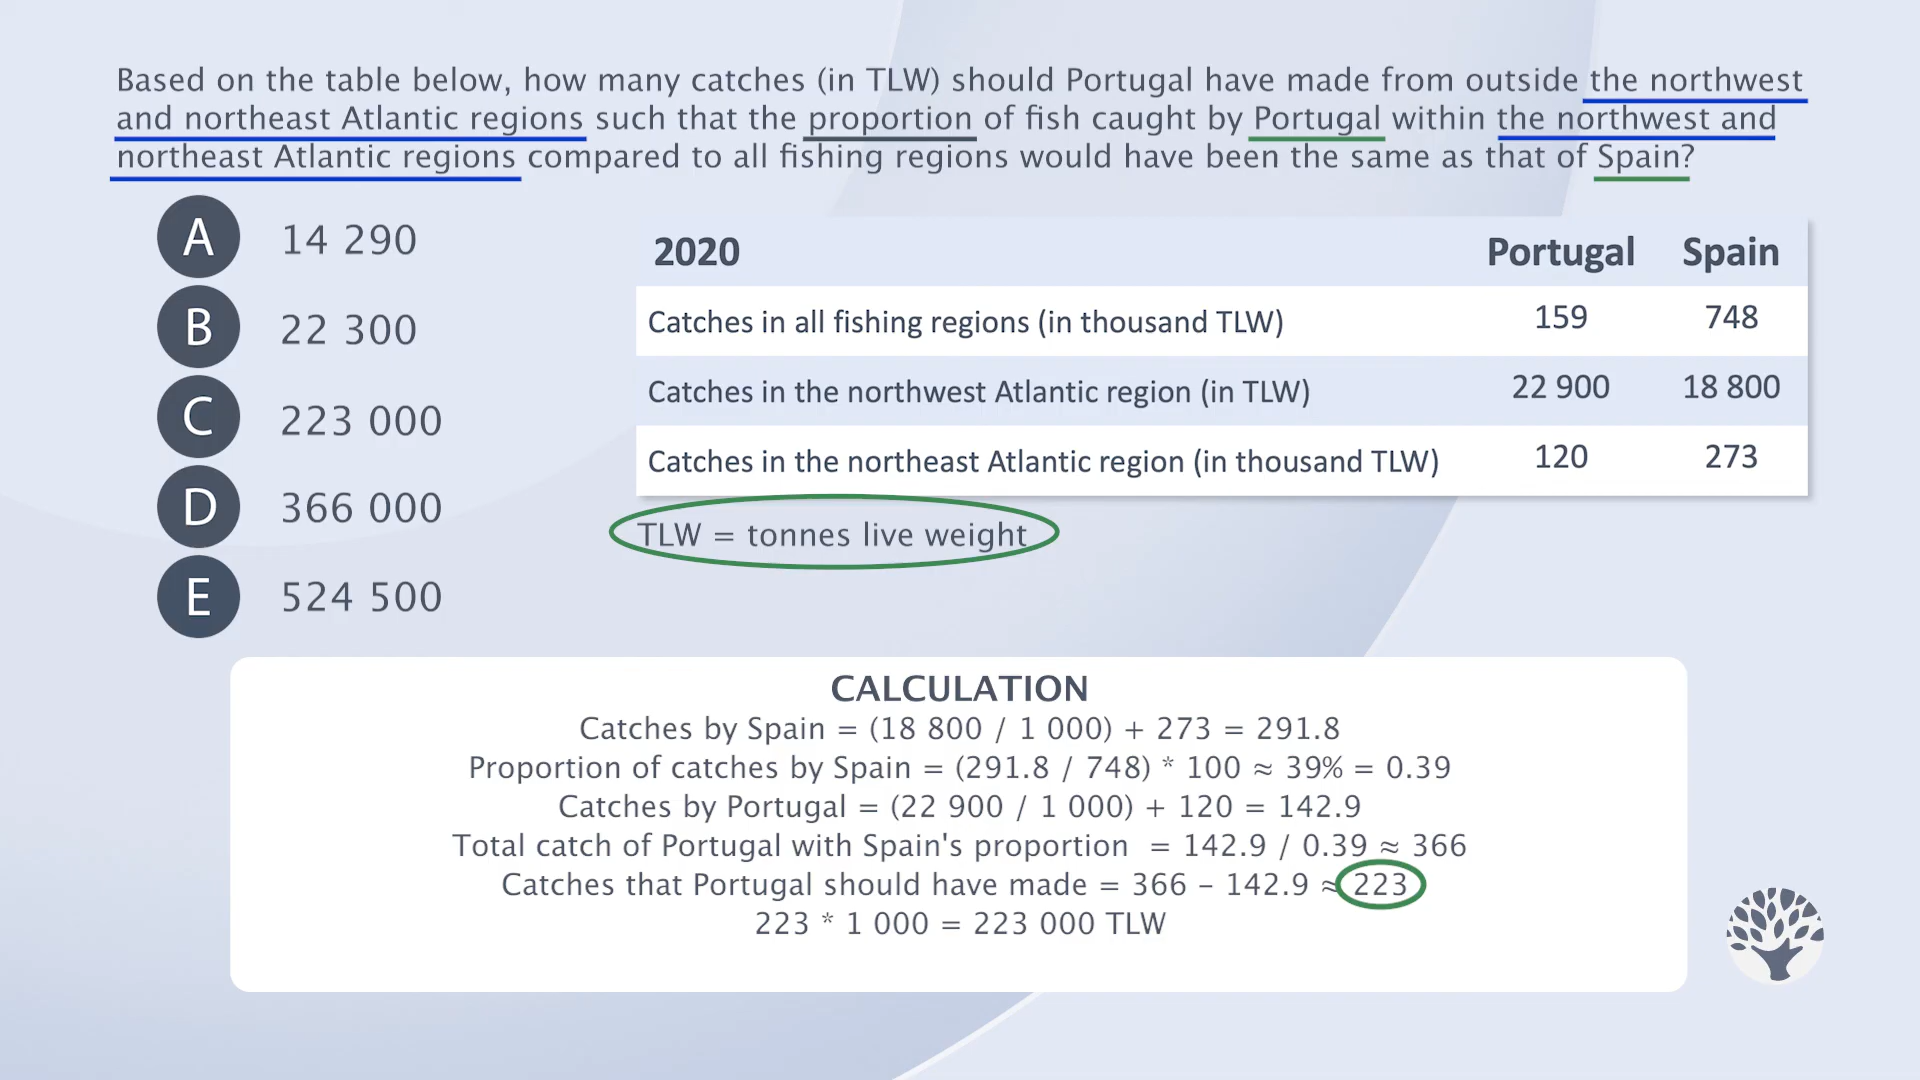 Based on the table below, how many catches (in TLW) should Portugal have made from outside the northwest
and northeast Atlantic regions such that the proportion of fish caught by Portugal within the northwest and
northeast Atlantic regions compared to all fishing regions would have been the same as that of Spain?
A 14 290
B 22 300
C 223 000
D 366 000
E 524 500
2020 Portugal Spain
Catches in all fishing regions (in thousand TLW) 159 748
Catches in the northwest Atlantic region (in TLW) 22 900 18 800
Catches in the northeast Atlantic region (in thousand TLW) 120 273
TLW = tonnes live weight
CALCULATION
Catches by Spain = (18 800 / 1 000) + 273 = 291.8
Proportion of catches by Spain = (291.8 / 748) * 100 ≈ 39% = 0.39
Catches by Portugal = (22 900 / 1 000) + 120 = 142.9
Total catch of Portugal with Spain's proportion = 142.9 / 0.39 ≈ 366
Catches that Portugal should have made = 366 – 142.9 ≈ 223
223 * 1 000 = 223 000 TLW